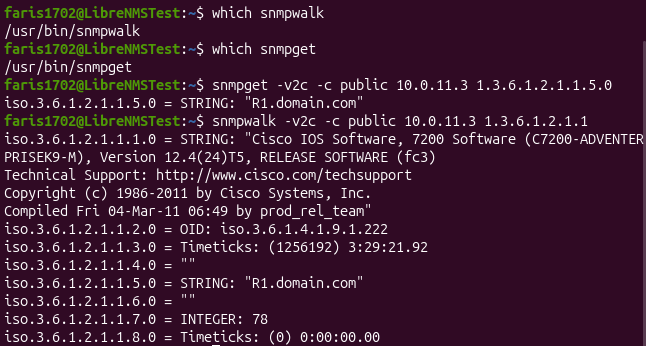 faris1702@LibreNMSTest:~$ which snmpwalk
/usr/bin/snmpwalk
faris1702@LibreNMSTest:~$ which snmpget
/usr/bin/snmpget
faris1702@LibreNMSTest:~$ snmpget -v2c -c public 10.0.11.3 1.3.6.1.2.1.1.5.0
iso.3.6.1.2.1.1.5.0 = STRING: "R1.domain.com"
faris1702@LibreNMSTest:~$ snmpwalk -v2c -c public 10.0.11.3 1.3.6.1.2.1.1
iso.3.6.1.2.1.1.1.0 = STRING: "Cisco IOS Software, 7200 Software (C7200-ADVENTER
PRISEK9-M), Version 12.4(24)T5, RELEASE SOFTWARE (fc3)
Technical Support: http://www.cisco.com/techsupport
Copyright (c) 1986-2011 by Cisco Systems, Inc.
Compiled Fri 04-Mar-11 06:49 by prod_rel_team"
iso.3.6.1.2.1.1.2.0 = OID: iso.3.6.1.4.1.9.1.222
iso.3.6.1.2.1.1.3.0 = Timeticks: (1256192) 3:29:21.92
iso.3.6.1.2.1.1.4.0 = ""
iso.3.6.1.2.1.1.5.0 = STRING: "R1.domain.com"
iso.3.6.1.2.1.1.6.0 = ""
iso.3.6.1.2.1.1.7.0 = INTEGER: 78
iso.3.6.1.2.1.1.8.0 = Timeticks: (0) 0:00:00.00